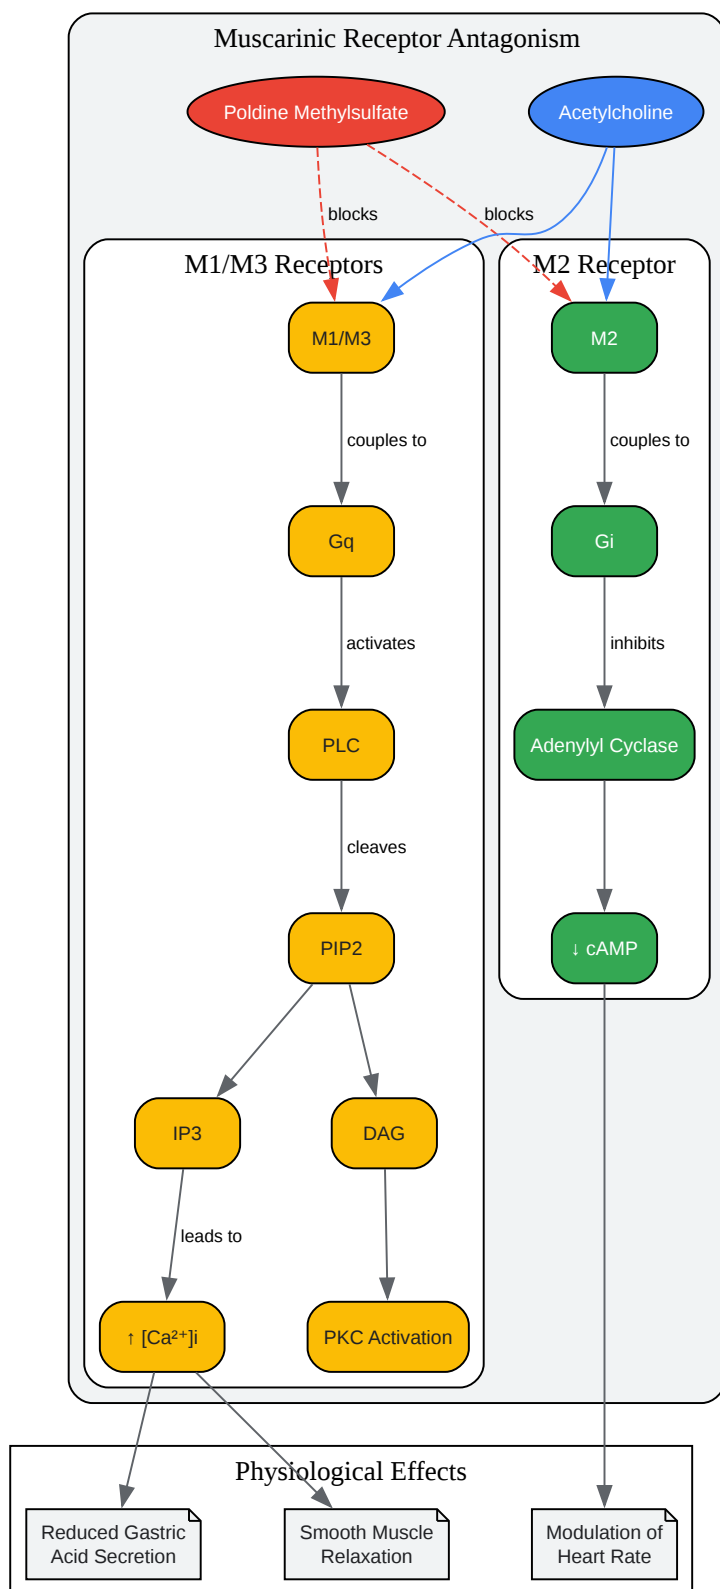 Muscarinic Receptor Antagonism
Poldine Methylsulfate
Acetylcholine
blocks
blocks
M1/M3 Receptors
M2 Receptor
M1/M3
M2
couples to
couples to
Gq
Gi
activates
inhibits
PLC
Adenylyl Cyclase
cleaves
PIP2
↓ cAMP
IP3
DAG
leads to
↑ [Ca²⁺]i
PKC Activation
Physiological Effects
Reduced Gastric
Acid Secretion
Smooth Muscle
Relaxation
Modulation of
Heart Rate